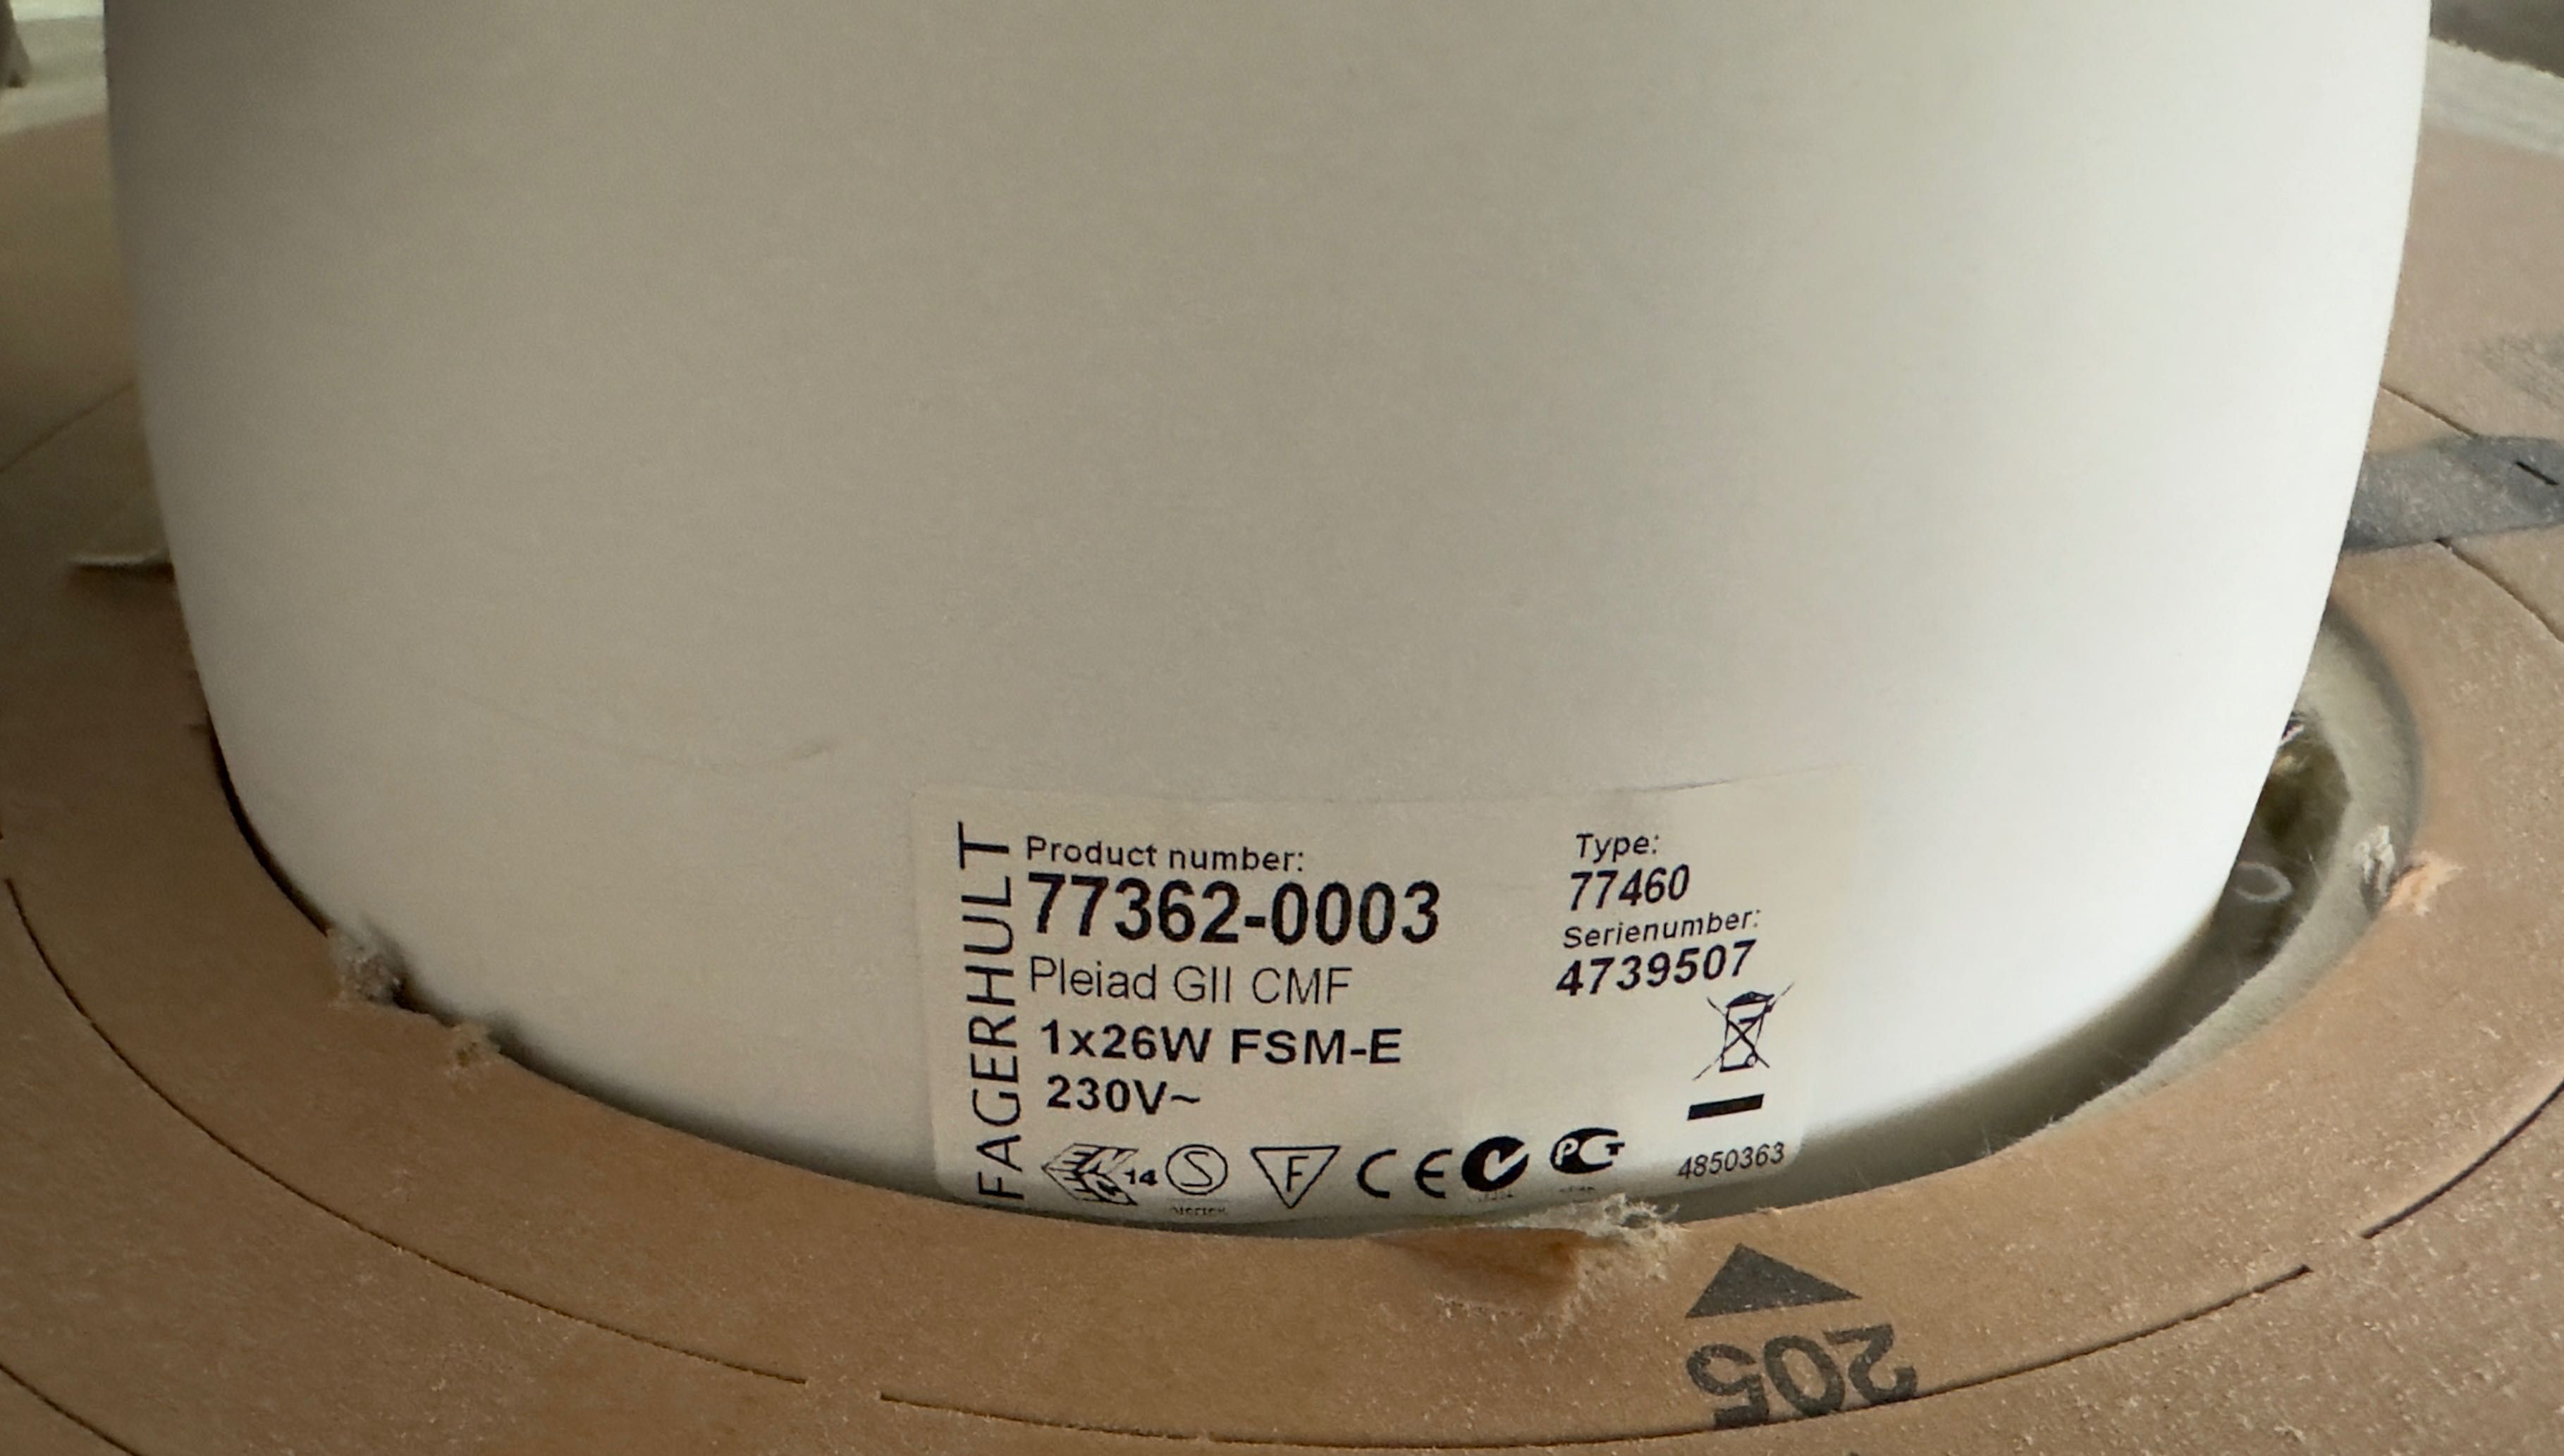 FAGERHULT
Product number:
77362-0003
Pleiad GII CMF
1x26W FSM-E
230V~
Type:
77460
Serienumber:
4739507
14 S F CE PCT
4850363
205